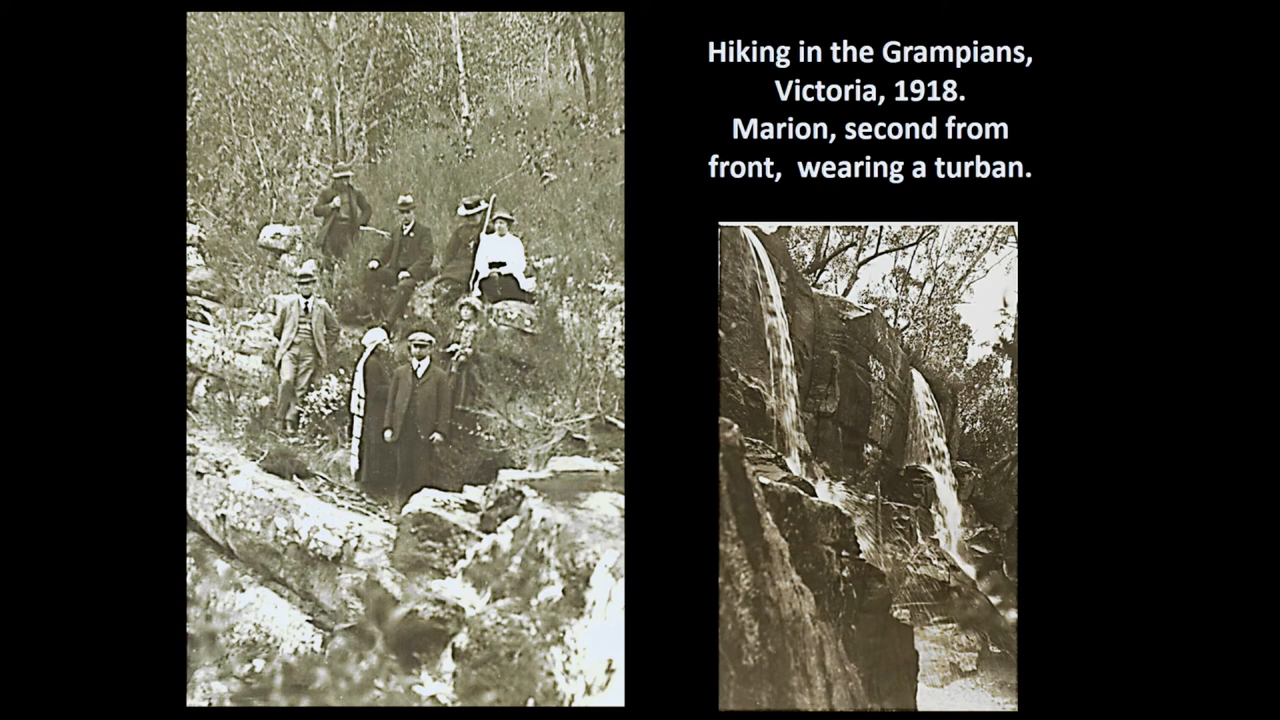 Hiking in the Grampians,
Victoria, 1918.
Marion, second from
front,  wearing a turban.